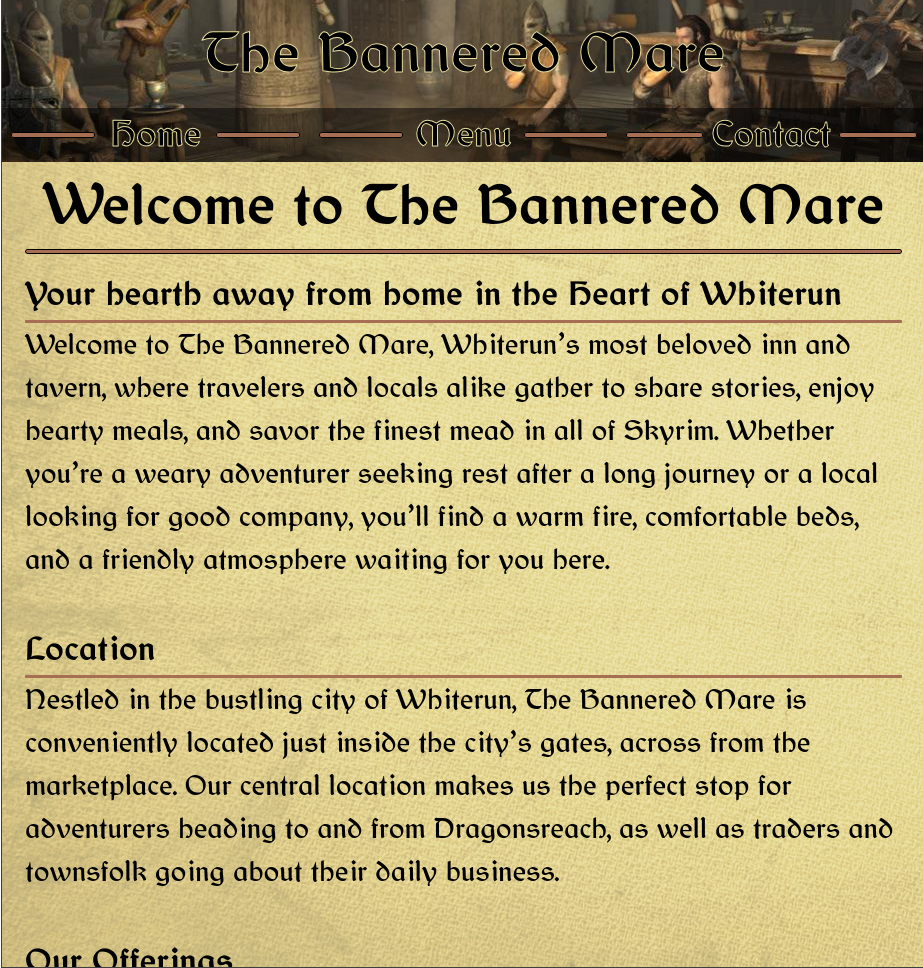 The Bannered Mare
Home Menu Contact
Welcome to The Bannered Mare
Your hearth away from home in the Heart of Whiterun
Welcome to The Bannered Mare, Whiterun's most beloved inn and
tavern, where travelers and locals alike gather to share stories, enjoy
hearty meals, and savor the finest mead in all of Skyrim. Whether
you're a weary adventurer seeking rest after a long journey or a local
looking for good company, you'll find a warm fire, comfortable beds,
and a friendly atmosphere waiting for you here.
Location
Nestled in the bustling city of Whiterun, The Bannered Mare is
conveniently located just inside the city's gates, across from the
marketplace. Our central location makes us the perfect stop for
adventurers heading to and from Dragonsreach, as well as traders and
townsfolk going about their daily business.
Our Offerings